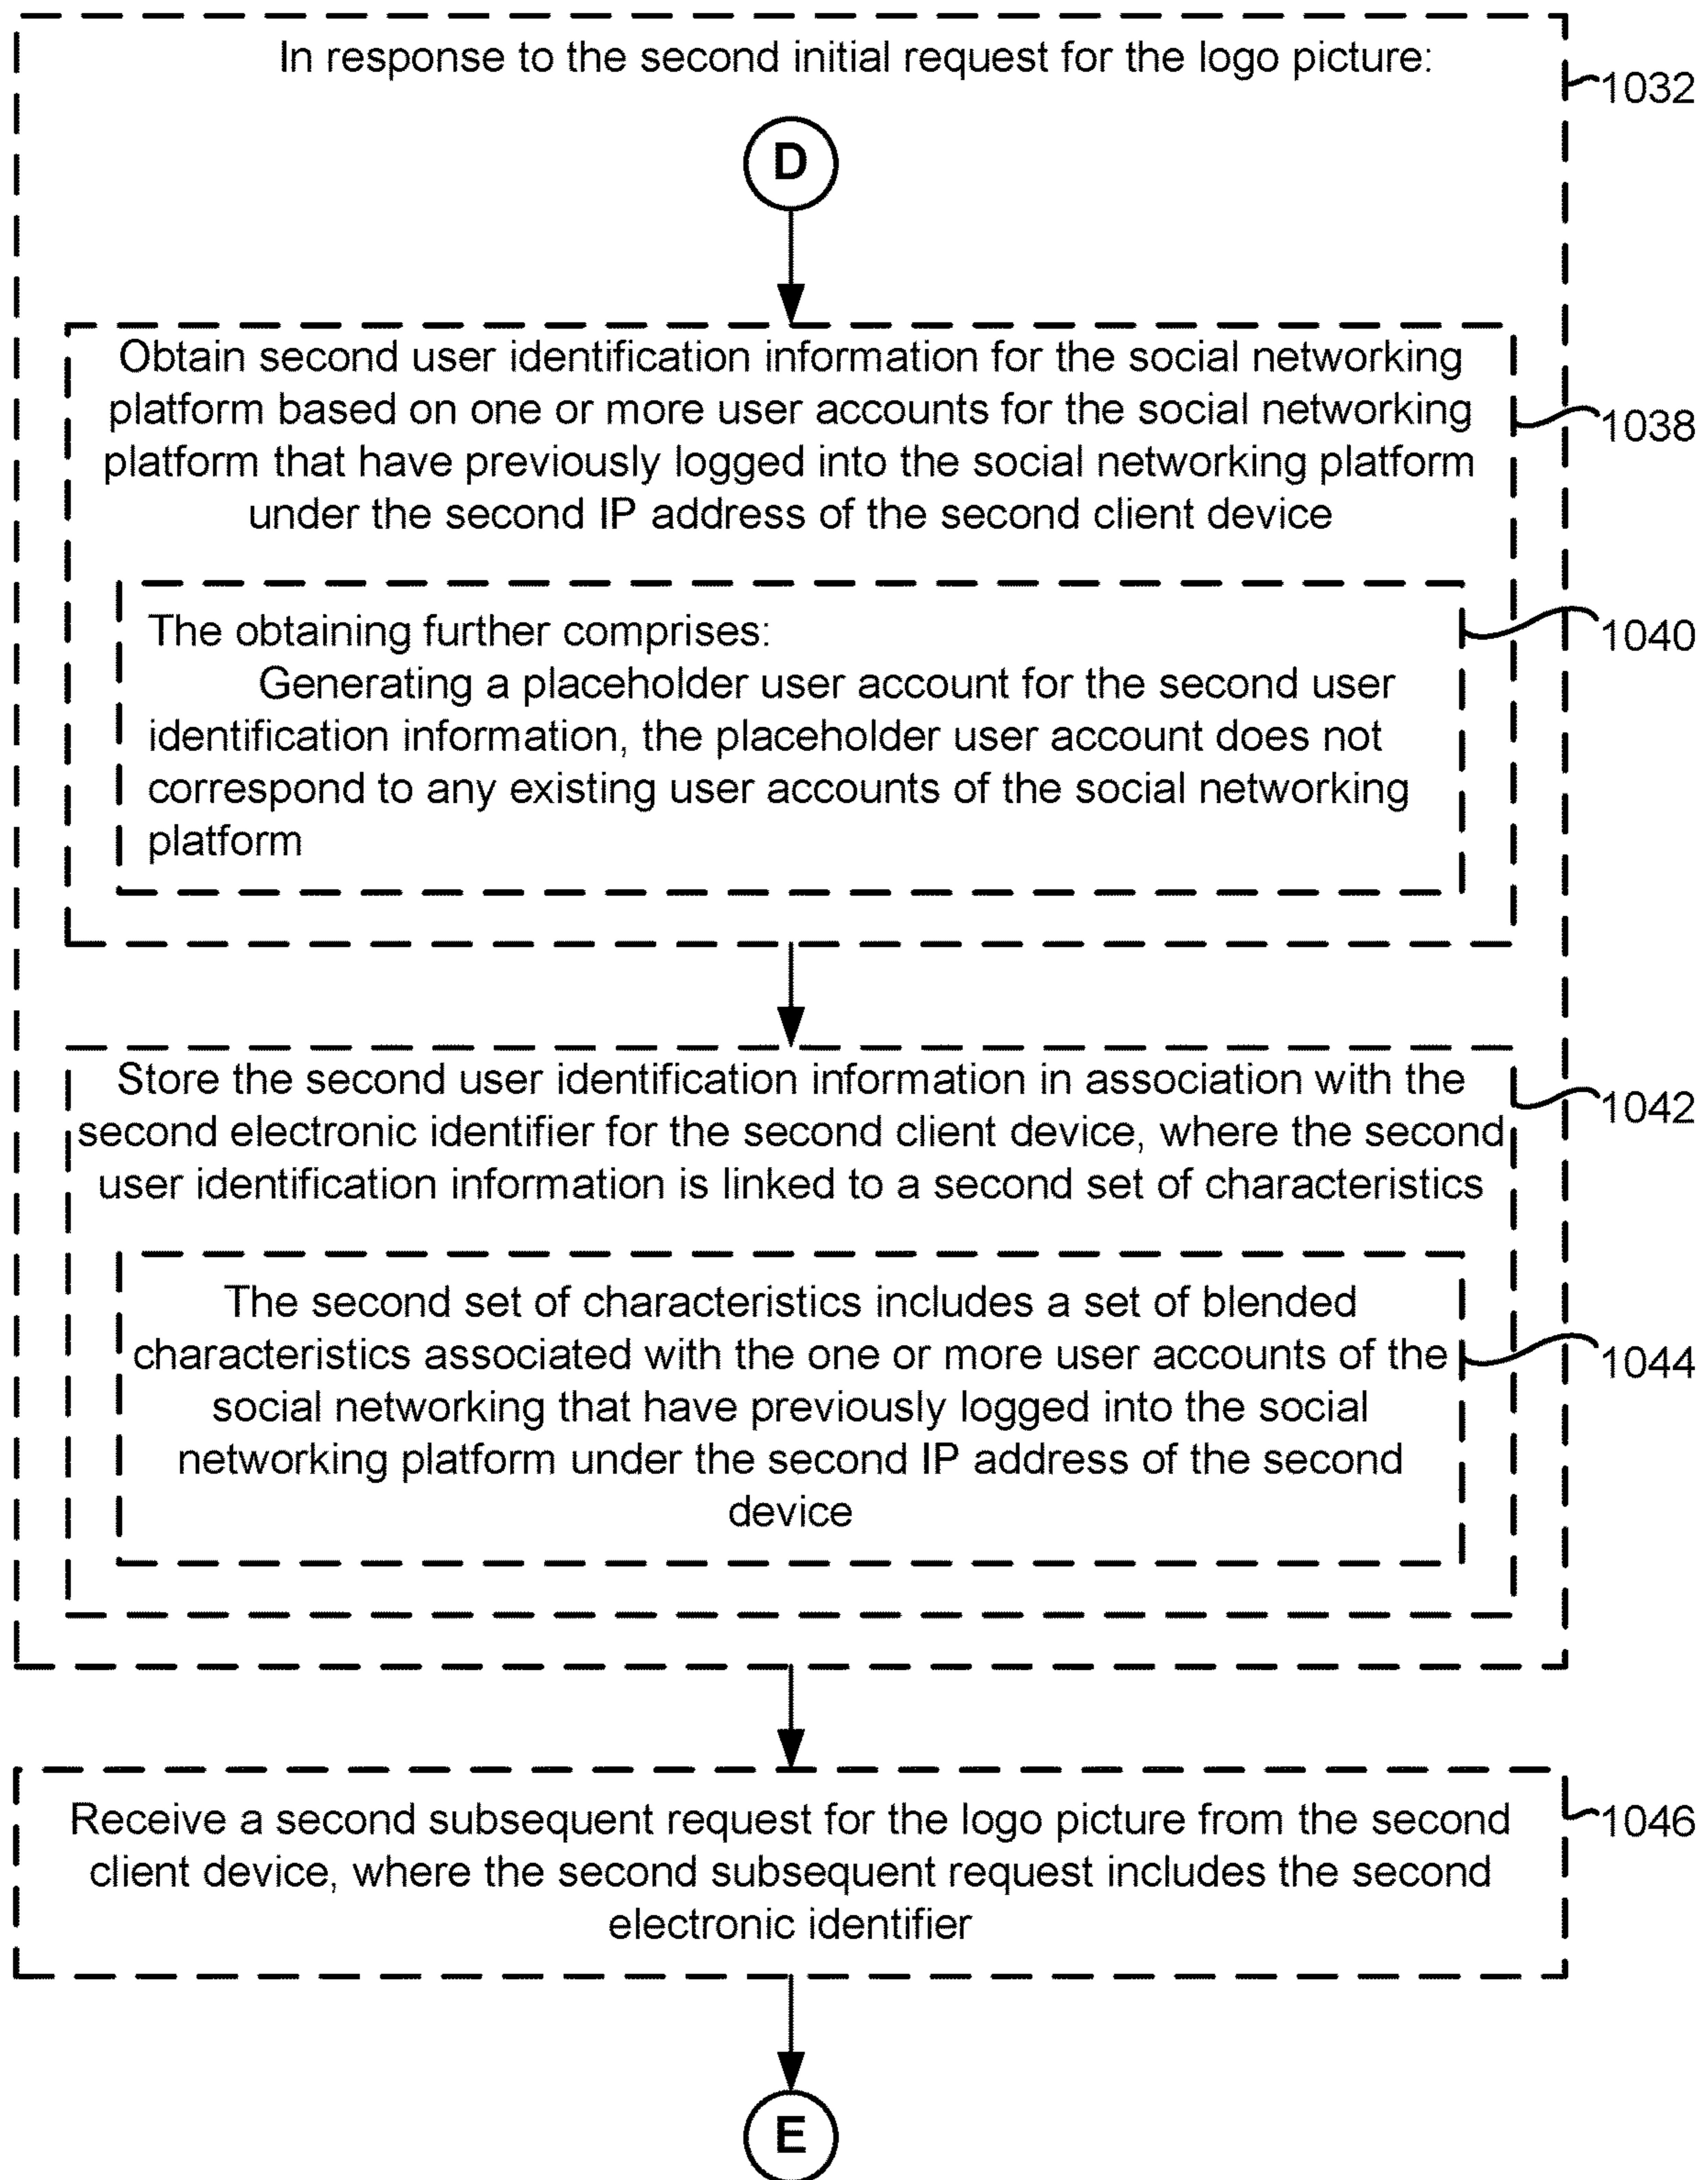 In response to the second initial request for the logo picture:
1032
D
Obtain second user identification information for the social networking
platform based on one or more user accounts for the social networking
platform that have previously logged into the social networking platform
under the second IP address of the second client device
1038
The obtaining further comprises:
Generating a placeholder user account for the second user
identification information, the placeholder user account does not
correspond to any existing user accounts of the social networking
platform
1040
Store the second user identification information in association with the
second electronic identifier for the second client device, where the second
user identification information is linked to a second set of characteristics
1042
The second set of characteristics includes a set of blended
characteristics associated with the one or more user accounts of the
social networking that have previously logged into the social
networking platform under the second IP address of the second
device
1044
Receive a second subsequent request for the logo picture from the second
client device, where the second subsequent request includes the second
electronic identifier
1046
E